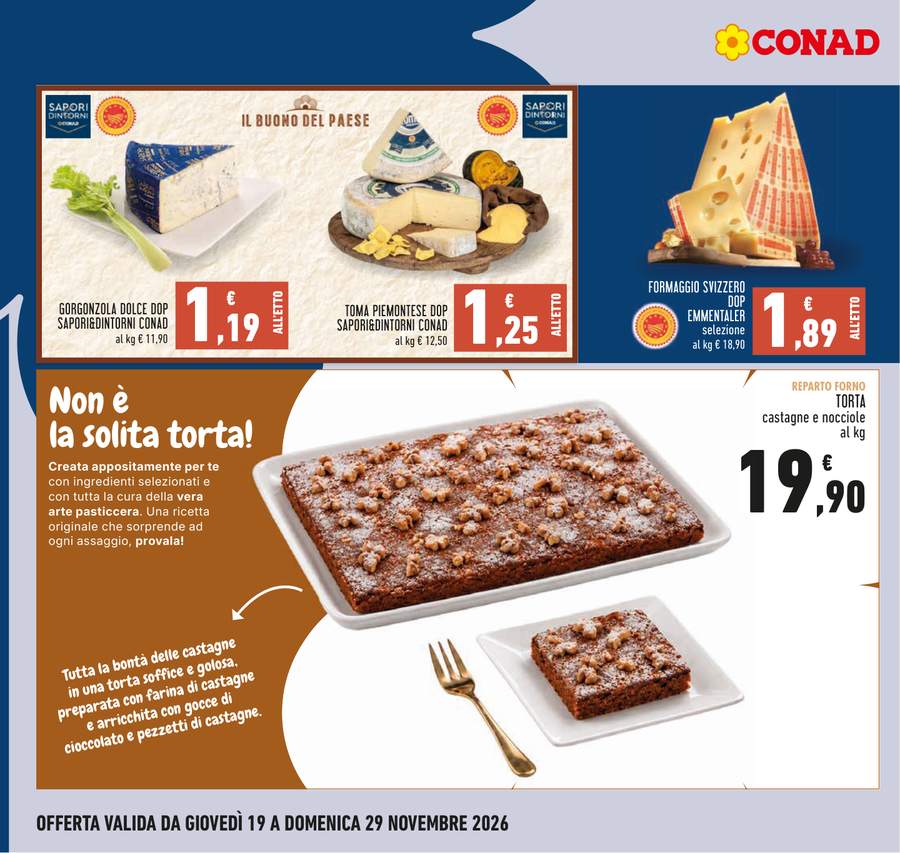 CONAD
SAPORI
DINTORNI
CONAD
IL BUONO DEL PAESE
SAPORI
DINTORNI
CONAD
GORGONZOLA DOLCE DOP
SAPORI&DINTORNI CONAD
al kg € 11,90
1,19 €
ALL'ETTO
TOMA PIEMONTESE DOP
SAPORI&DINTORNI CONAD
al kg € 12,50
1,25 €
ALL'ETTO
FORMAGGIO SVIZZERO
DOP
EMMENTALER
selezione
al kg € 18,90
1,89 €
ALL'ETTO
Non è
la solita torta!
Creata appositamente per te
con ingredienti selezionati e
con tutta la cura della vera
arte pasticcera. Una ricetta
originale che sorprende ad
ogni assaggio, provala!
REPARTO FORNO
TORTA
castagne e nocciole
al kg
19,90 €
Tutta la bontà delle castagne
in una torta soffice e golosa,
preparata con farina di castagne
e arricchita con gocce di
cioccolato e pezzetti di castagne.
OFFERTA VALIDA DA GIOVEDÌ 19 A DOMENICA 29 NOVEMBRE 2026